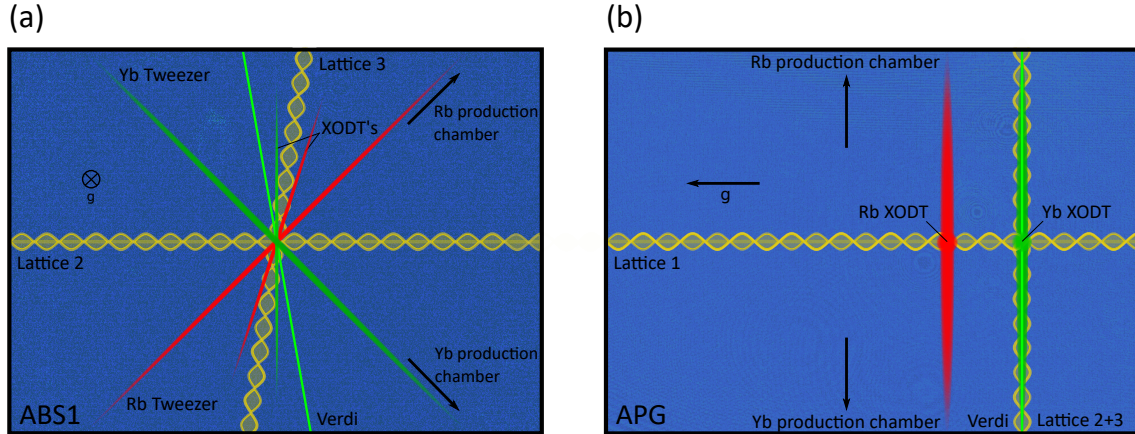 (a)
Yb Tweezer
Lattice 3
Rb production
chamber
XODT's
g
Lattice 2
Yb production
chamber
Rb Tweezer
Verdi
ABS1
(b)
Rb production chamber
g
Rb XODT
Yb XODT
Lattice 1
Yb production chamber
Verdi
Lattice 2+3
APG